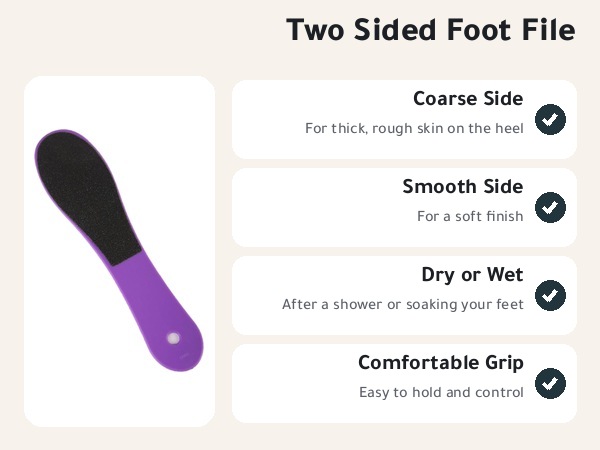 Two Sided Foot File
Coarse Side
For thick, rough skin on the heel
Smooth Side
For a soft finish
Dry or Wet
After a shower or soaking your feet
Comfortable Grip
Easy to hold and control